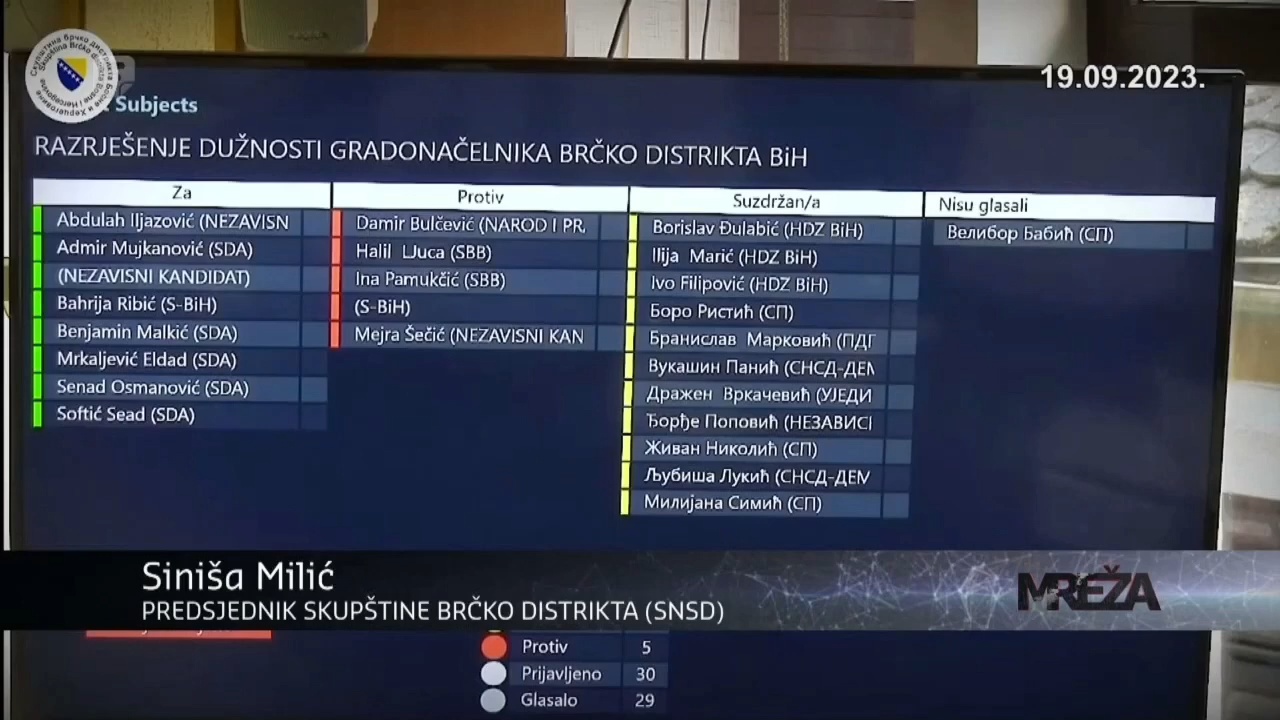 19.09.2023.
Subjects
RAZRJEŠENJE DUŽNOSTI GRADONAČELNIKA BRČKO DISTRIKTA BiH
Za
Protiv
Suzdržan/a
Nisu glasali
Abdulah Iljazović (NEZAVISN
Admir Mujkanović (SDA)
(NEZAVISNI KANDIDAT)
Bahrija Ribić (S-BiH)
Benjamin Malkić (SDA)
Mrkaljević Eldad (SDA)
Senad Osmanović (SDA)
Softić Sead (SDA)
Damir Bulčević (NAROD I PR
Halil Ljuca (SBB)
Ina Pamukčić (SBB)
(S-BiH)
Mejra Šečić (NEZAVISNI KAN
Borislav Đulabić (HDZ BiH)
Ilija Marić (HDZ BiH)
Ivo Filipović (HDZ BiH)
Боро Ристић (СП)
Бранислав Марковић (ПДП
Вукашин Панић (СНСД-ДЕМ
Дражен Вркачевић (УЈЕДИ
Ђорђе Поповић (НЕЗАВИСН
Живан Николић (СП)
Љубиша Лукић (СНСД-ДЕМ
Милијана Симић (СП)
Велибор Бабић (СП)
Siniša Milić
PREDSJEDNIK SKUPŠTINE BRČKO DISTRIKTA (SNSD)
MREŽA
Protiv 5
Prijavljeno 30
Glasalo 29